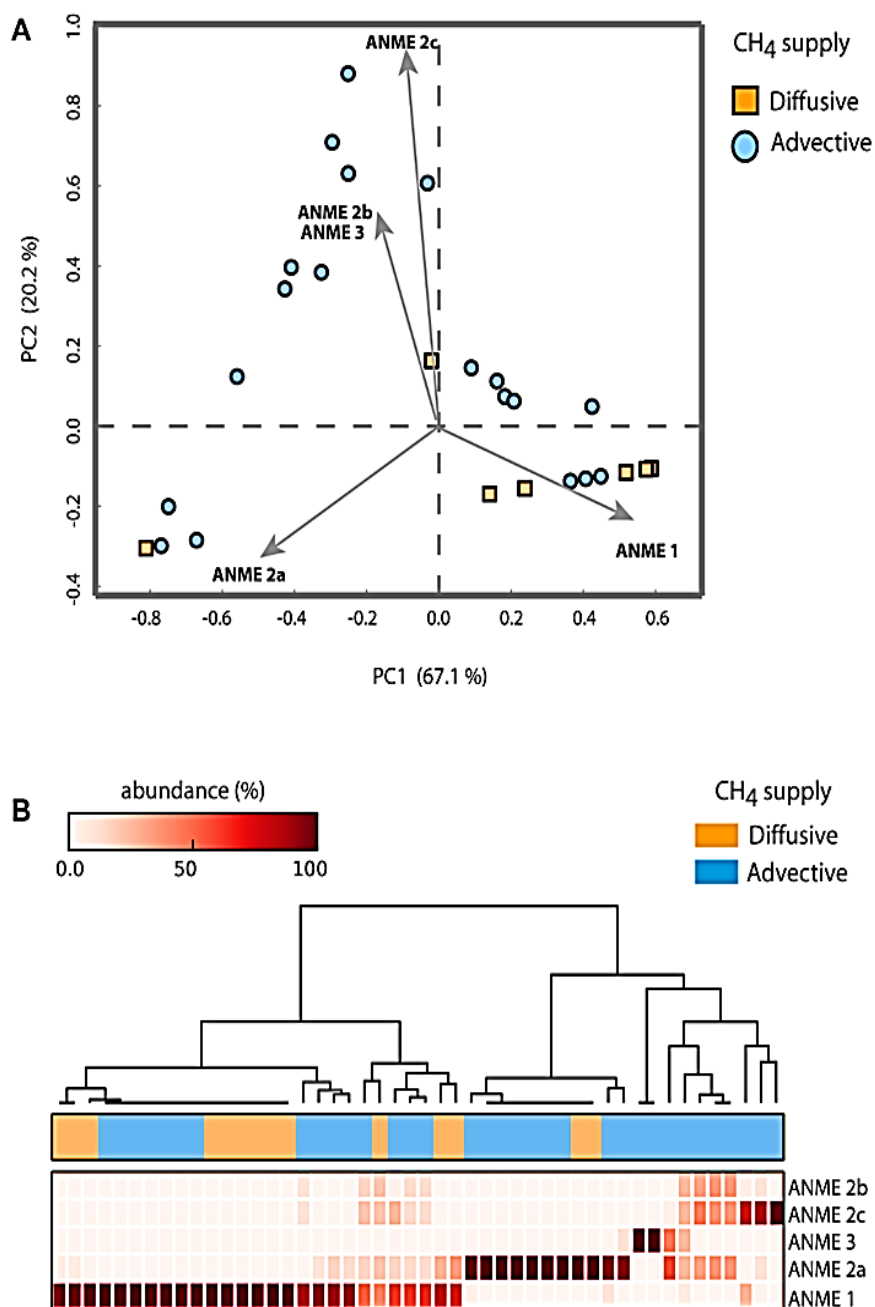 A
CH4 supply
Diffusive
Advective
ANME 2c
ANME 2b
ANME 3
ANME 2a
ANME 1
PC2 (20.2 %)
1.0
0.8
0.6
0.4
0.2
0.0
-0.2
-0.4
-0.8 -0.6 -0.4 -0.2 0.0 0.2 0.4 0.6
PC1 (67.1 %)
B
abundance (%)
0.0 50 100
CH4 supply
Diffusive
Advective
ANME 2b
ANME 2c
ANME 3
ANME 2a
ANME 1